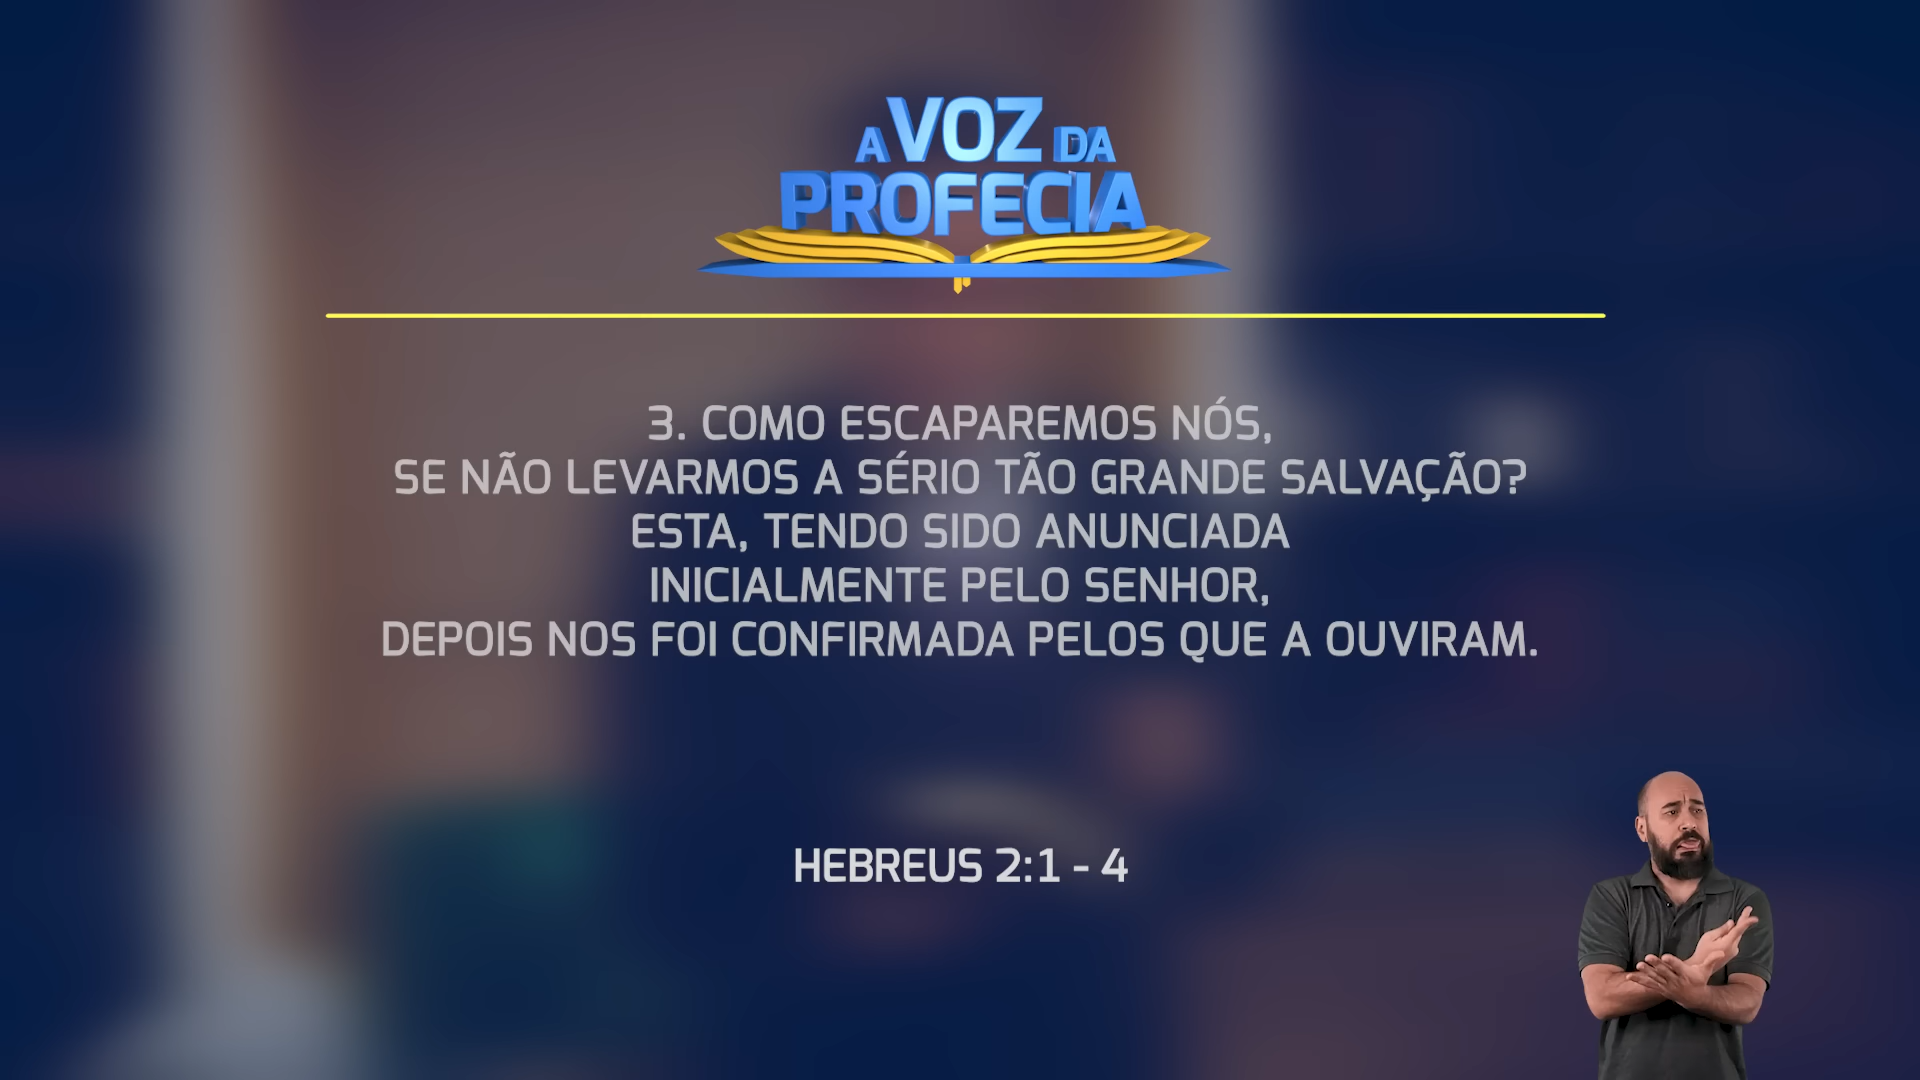 A VOZ DA
PROFECIA
3. COMO ESCAPAREMOS NÓS,
SE NÃO LEVARMOS A SÉRIO TÃO GRANDE SALVAÇÃO?
ESTA, TENDO SIDO ANUNCIADA
INICIALMENTE PELO SENHOR,
DEPOIS NOS FOI CONFIRMADA PELOS QUE A OUVIRAM.
HEBREUS 2:1 - 4